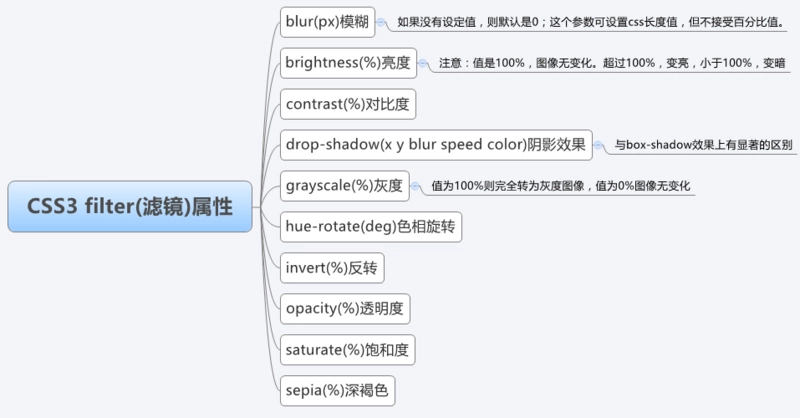 blur(px)模糊 如果没有设定值，则默认是0；这个参数可设置css长度值，但不接受百分比值。
brightness(%)亮度 注意：值是100%，图像无变化。超过100%，变亮，小于100%，变暗
contrast(%)对比度
drop-shadow(x y blur speed color)阴影效果 与box-shadow效果上有显著的区别
CSS3 filter(滤镜)属性
grayscale(%)灰度 值为100%则完全转为灰度图像，值为0%图像无变化
hue-rotate(deg)色相旋转
invert(%)反转
opacity(%)透明度
saturate(%)饱和度
sepia(%)深褐色